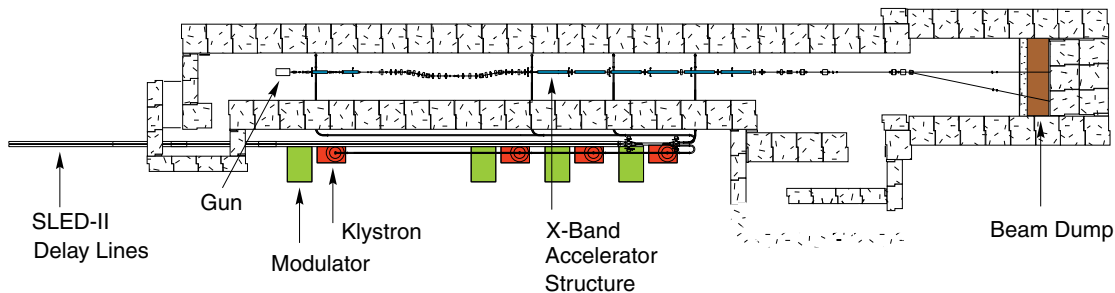 SLED-II
Delay Lines
Gun
Modulator
Klystron
X-Band
Accelerator
Structure
Beam Dump